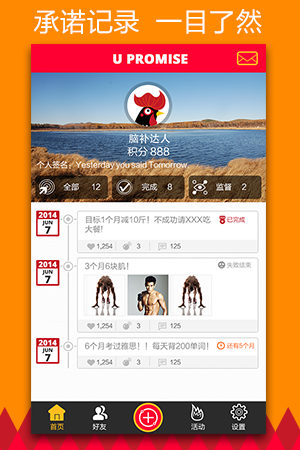 承诺记录 一目了然
U PROMISE
脑补达人
积分 888
个人签名：Yesterday you said Tomorrow
全部 12
完成 8
监督 2
2014
JUN
7
目标1个月减10斤！不成功请XXX吃
大餐!
已完成
1,254 3 125
2014
JUN
7
3个月6块肌！
失败结束
1,254 3 125
2014
JUN
7
6个月考过雅思！！每天背200单词！
还有5个月
1,254 3 125
首页
好友
活动
设置